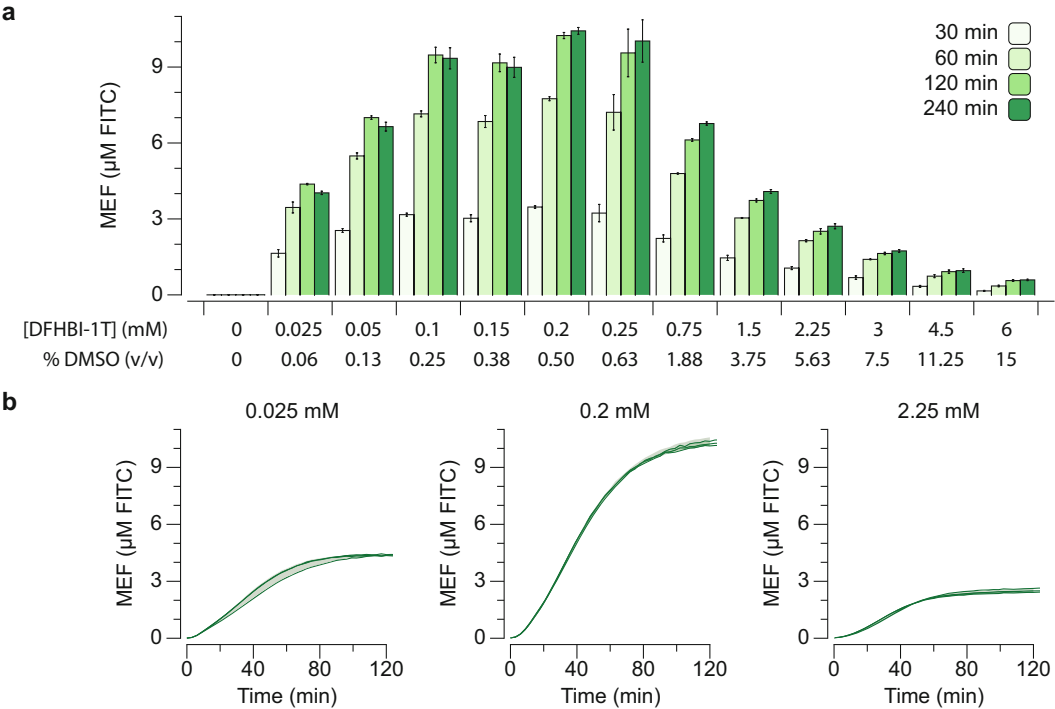 a
MEF (µM FITC)
9
6
3
0
30 min
60 min
120 min
240 min
[DFHBI-1T] (mM) 0 0.025 0.05 0.1 0.15 0.2 0.25 0.75 1.5 2.25 3 4.5 6
% DMSO (v/v) 0 0.06 0.13 0.25 0.38 0.50 0.63 1.88 3.75 5.63 7.5 11.25 15
b
0.025 mM
MEF (µM FITC)
9
6
3
0
0 40 80 120
Time (min)
0.2 mM
MEF (µM FITC)
9
6
3
0
0 40 80 120
Time (min)
2.25 mM
MEF (µM FITC)
9
6
3
0
0 40 80 120
Time (min)